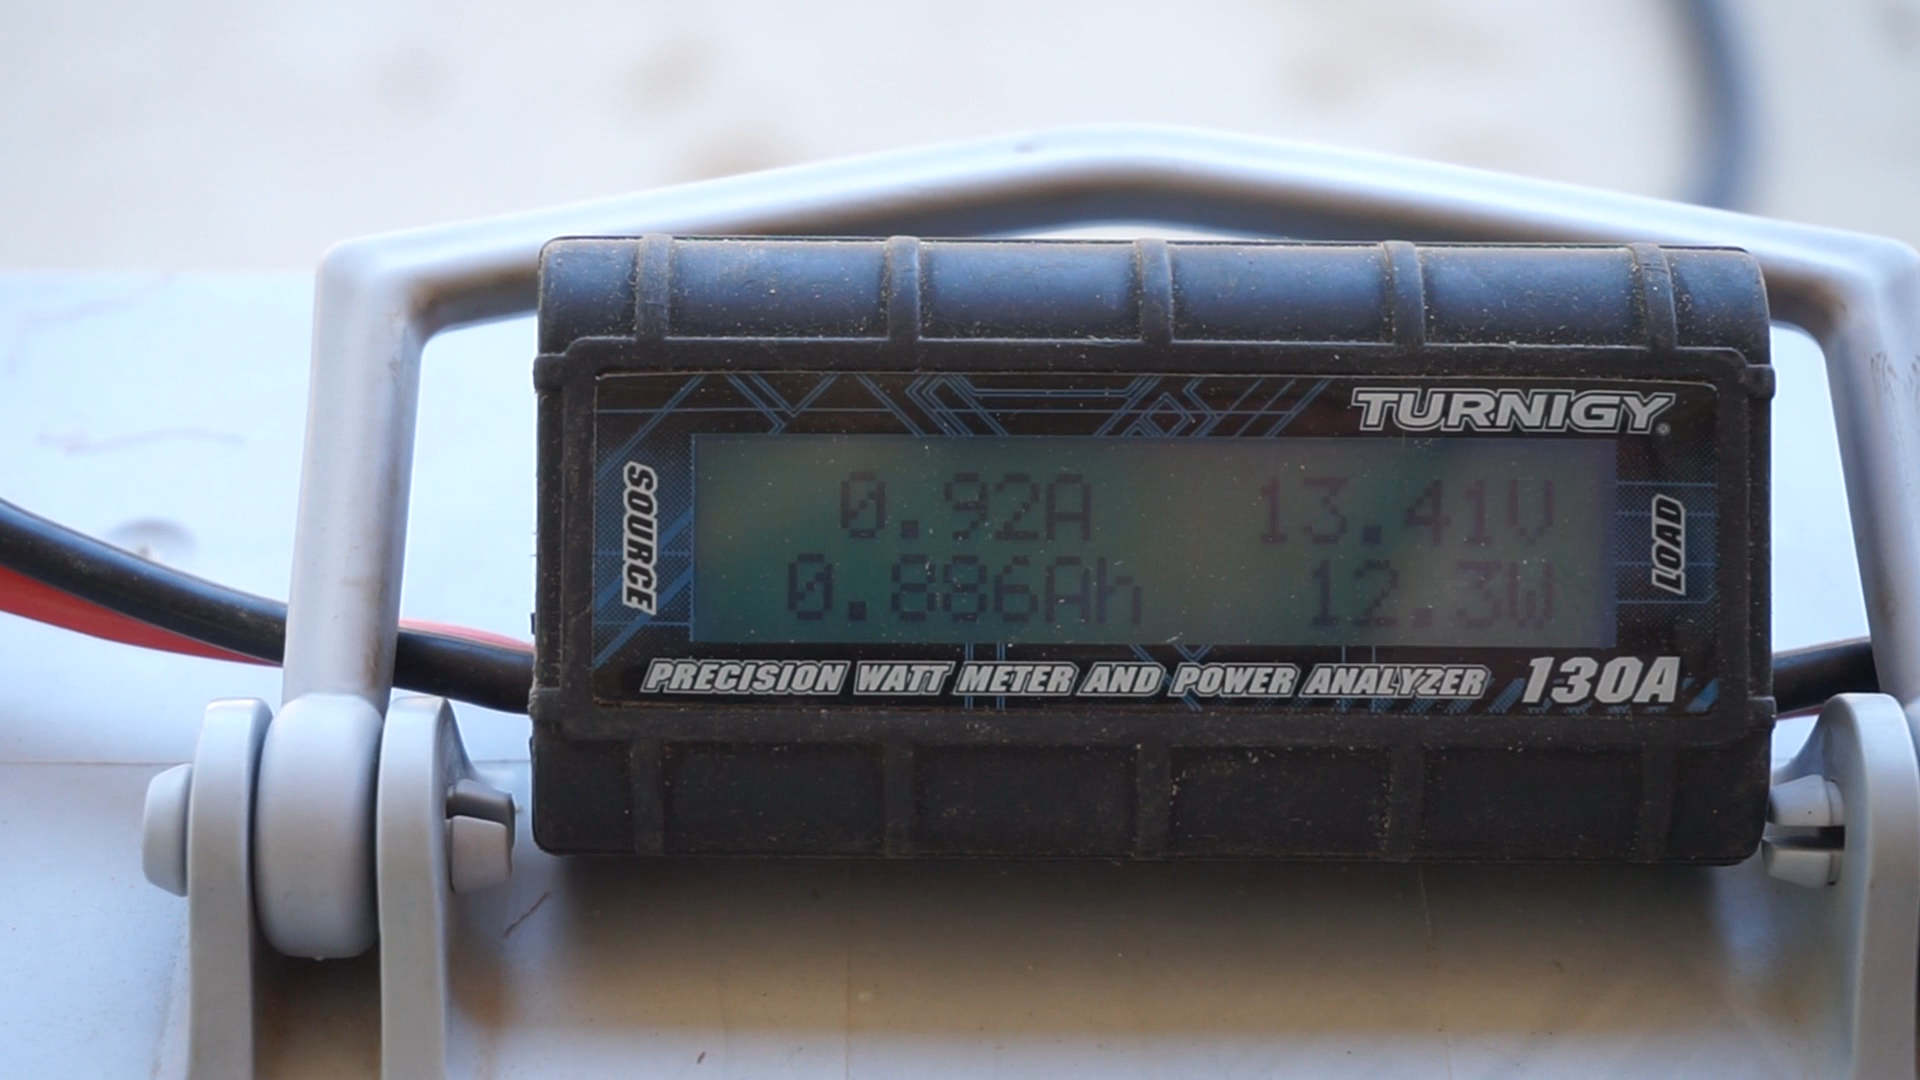 TURNIGY
SOURCE
0.92A 13.41V
0.886Ah 12.3W
LOAD
PRECISION WATT METER AND POWER ANALYZER 130A